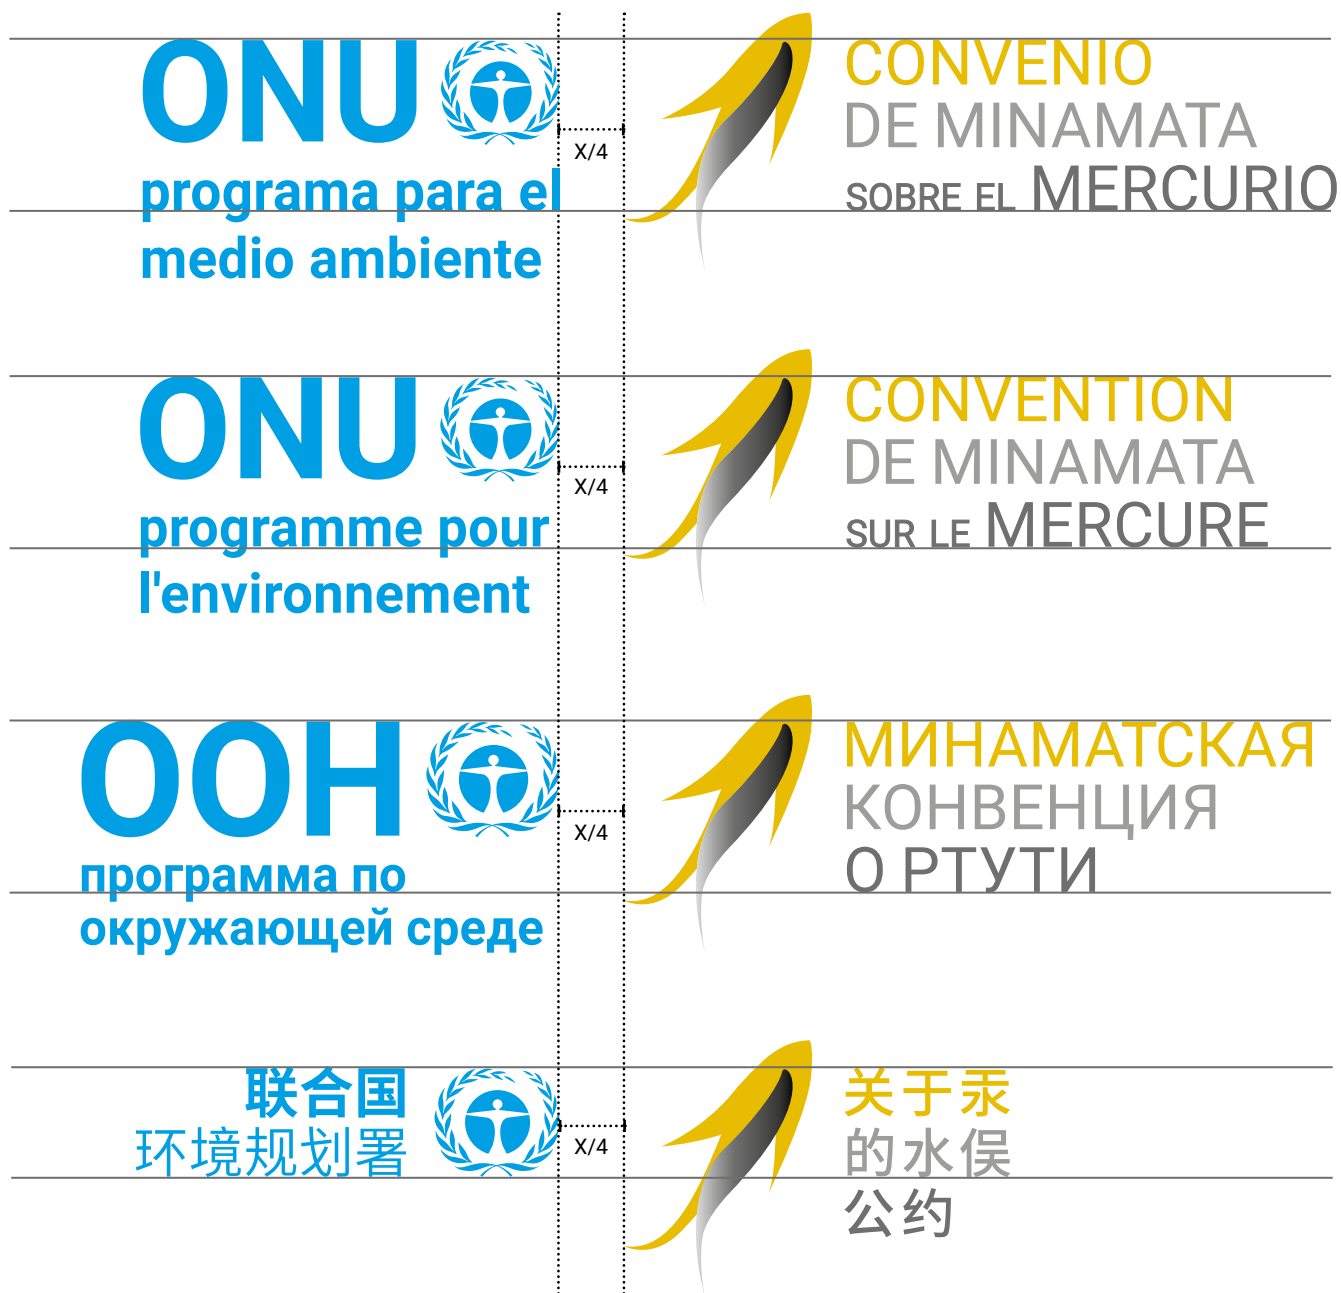 ONU
programa para el
medio ambiente
X/4
CONVENIO
DE MINAMATA
SOBRE EL MERCURIO
ONU
programme pour
l'environnement
X/4
CONVENTION
DE MINAMATA
SUR LE MERCURE
ООН
программа по
окружающей среде
X/4
МИНАМАТСКАЯ
КОНВЕНЦИЯ
О РТУТИ
联合国
环境规划署
X/4
关于汞
的水俣
公约